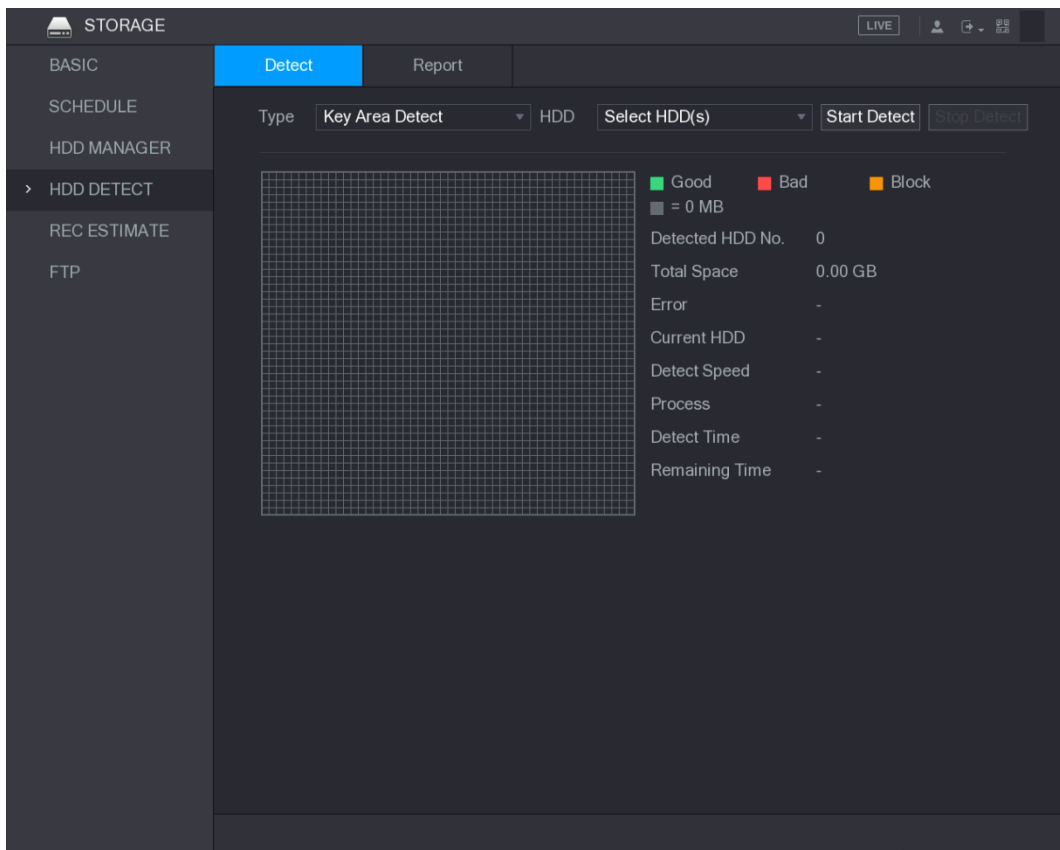 STORAGE LIVE
BASIC Detect Report
SCHEDULE Type Key Area Detect HDD Select HDD(s) Start Detect Stop Detect
HDD MANAGER
> HDD DETECT Good Bad Block
= 0 MB
REC ESTIMATE Detected HDD No. 0
FTP Total Space 0.00 GB
Error -
Current HDD -
Detect Speed -
Process -
Detect Time -
Remaining Time -